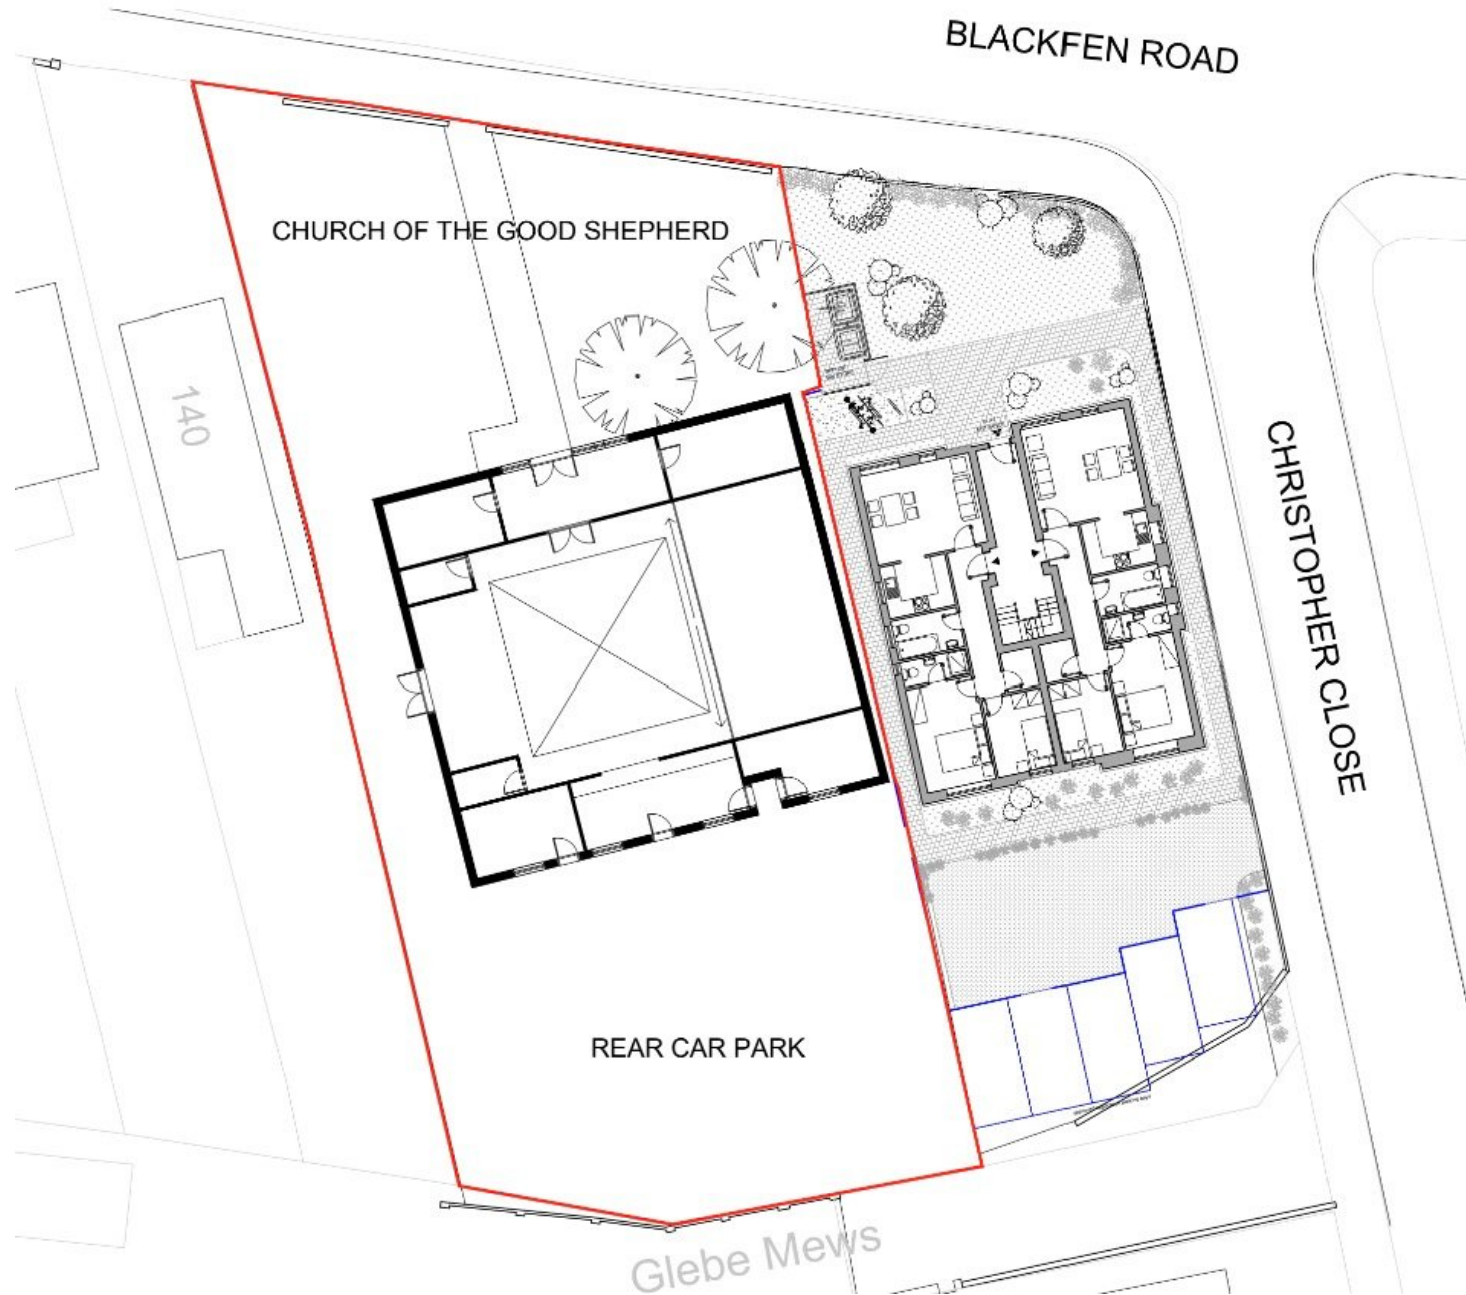 BLACKFEN ROAD
CHURCH OF THE GOOD SHEPHERD
140
CHRISTOPHER CLOSE
REAR CAR PARK
Glebe Mews